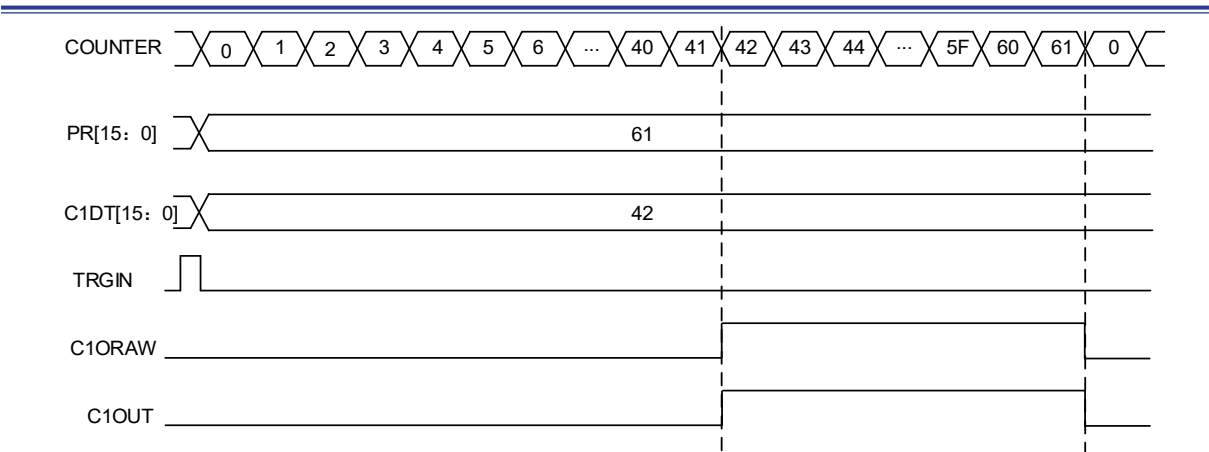 COUNTER 0 1 2 3 4 5 6 ... 40 41 42 43 44 ... 5F 60 61 0
PR[15：0] 61
C1DT[15：0] 42
TRGIN
C1ORAW
C1OUT